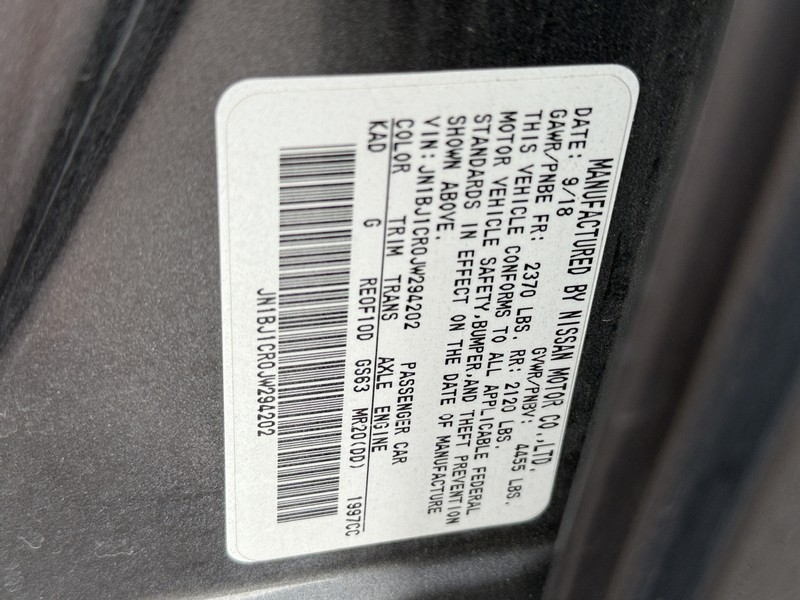 MANUFACTURED BY NISSAN MOTOR CO.,LTD.
DATE: 9/18 GVWR/PNBV: 4455 LBS.
GAWR/PNBE FR: 2370 LBS. RR: 2120 LBS.
THIS VEHICLE CONFORMS TO ALL APPLICABLE FEDERAL
MOTOR VEHICLE SAFETY,BUMPER,AND THEFT PREVENTION
STANDARDS IN EFFECT ON THE DATE OF MANUFACTURE
SHOWN ABOVE.
VIN:JN1BJ1CR0JW294202 PASSENGER CAR
COLOR TRIM TRANS AXLE ENGINE
KAD G RE0F10D GS63 MR20(DD) 1997CC
JN1BJ1CR0JW294202